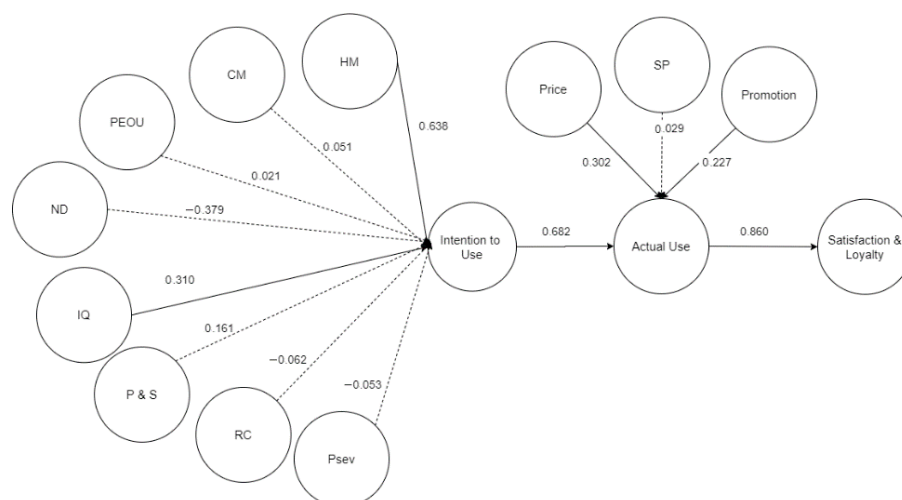 HM
SP
CM
Price
Promotion
PEOU
0.638
0.051
0.029
0.302
0.227
0.021
ND
−0.379
Intention to
Use
0.682
Actual Use
0.860
Satisfaction &
Loyalty
0.310
IQ
0.161
−0.062
−0.053
P & S
RC
Psev